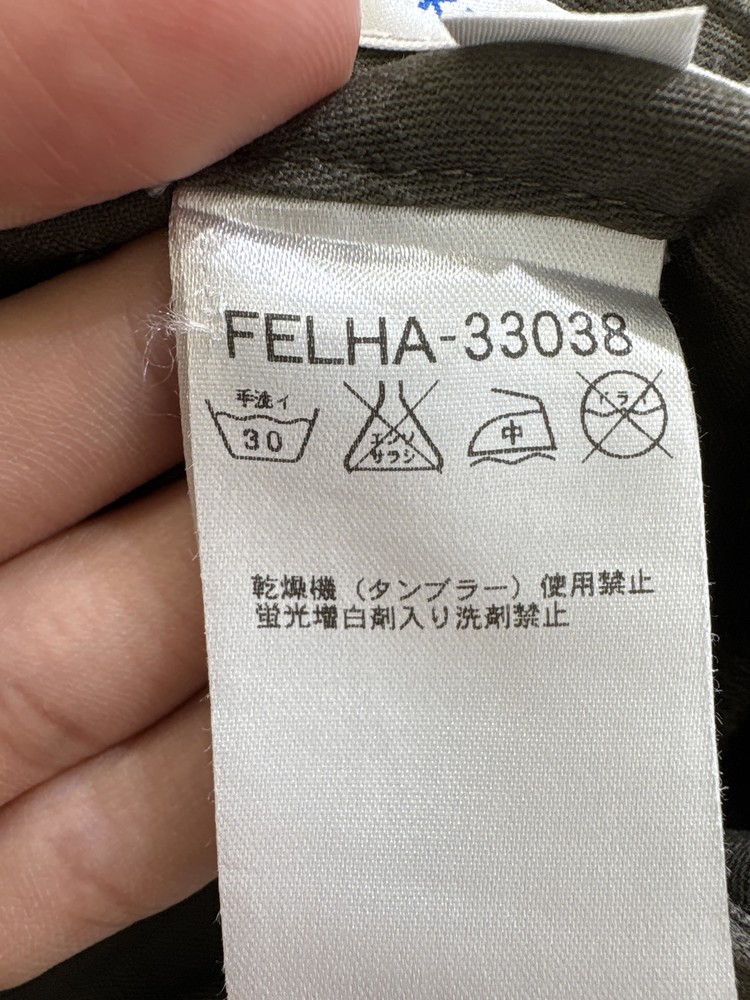 FELHA-33038
手洗イ
30
エンソ
サラシ
中
ドライ
乾燥機（タンブラー）使用禁止
蛍光増白剤入り洗剤禁止